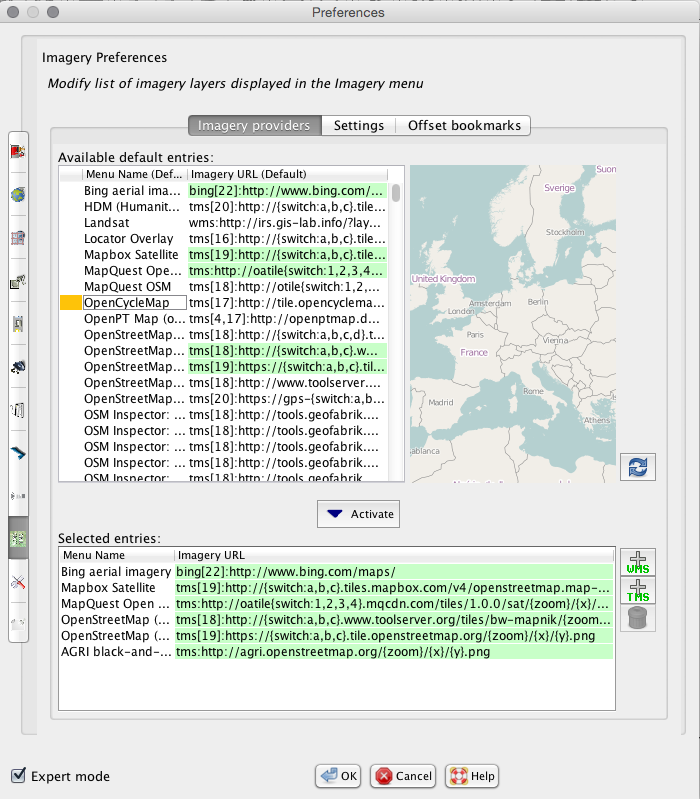 Preferences
Imagery Preferences
Modify list of imagery layers displayed in the Imagery menu
Imagery providers Settings Offset bookmarks
Available default entries:
Menu Name (Def... Imagery URL (Default)
Bing aerial ima... bing[22]:http://www.bing.com/...
HDM (Humanit... tms[20]:http://{switch:a,b,c}.tile...
Landsat wms:http://irs.gis-lab.info/?lay...
Locator Overlay tms[16]:http://{switch:a,b,c}.tile...
Mapbox Satellite tms[19]:http://{switch:a,b,c}.tile...
MapQuest Ope... tms:http://oatile{switch:1,2,3,4...
MapQuest OSM tms[18]:http://otile{switch:1,2,...
OpenCycleMap tms[17]:http://tile.opencyclema...
OpenPT Map (o... tms[4,17]:http://openptmap.d...
OpenStreetMap... tms[18]:http://{switch:a,b,c,d}.t...
OpenStreetMap... tms[18]:http://{switch:a,b,c}.w...
OpenStreetMap... tms[19]:https://{switch:a,b,c}.til...
OpenStreetMap... tms[18]:http://www.toolserver....
OpenStreetMap... tms[20]:https://gps-{switch:a,b...
OSM Inspector: ... tms[18]:http://tools.geofabrik....
OSM Inspector: ... tms[18]:http://tools.geofabrik....
OSM Inspector: ... tms[18]:http://tools.geofabrik....
OSM Inspector: ... tms[18]:http://tools.geofabrik....
OSM Inspector: ... tms[18]:http://tools.geofabrik....
Suon
Sverige
Stockholm
United Kingdom
Amsterdam
Berlin
London
Paris
Vienna
France
Madrid
Rome
Athens
ablanca
Activate
Selected entries:
Menu Name Imagery URL
Bing aerial imagery bing[22]:http://www.bing.com/maps/
Mapbox Satellite tms[19]:http://{switch:a,b,c}.tiles.mapbox.com/v4/openstreetmap.map-...
MapQuest Open ... tms:http://oatile{switch:1,2,3,4}.mqcdn.com/tiles/1.0.0/sat/{zoom}/{x}/...
OpenStreetMap (... tms[18]:http://{switch:a,b,c}.www.toolserver.org/tiles/bw-mapnik/{zoom...
OpenStreetMap (... tms[19]:https://{switch:a,b,c}.tile.openstreetmap.org/{zoom}/{x}/{y}.png
AGRI black-and-... tms:http://agri.openstreetmap.org/{zoom}/{x}/{y}.png
WMS
TMS
Expert mode
OK Cancel Help